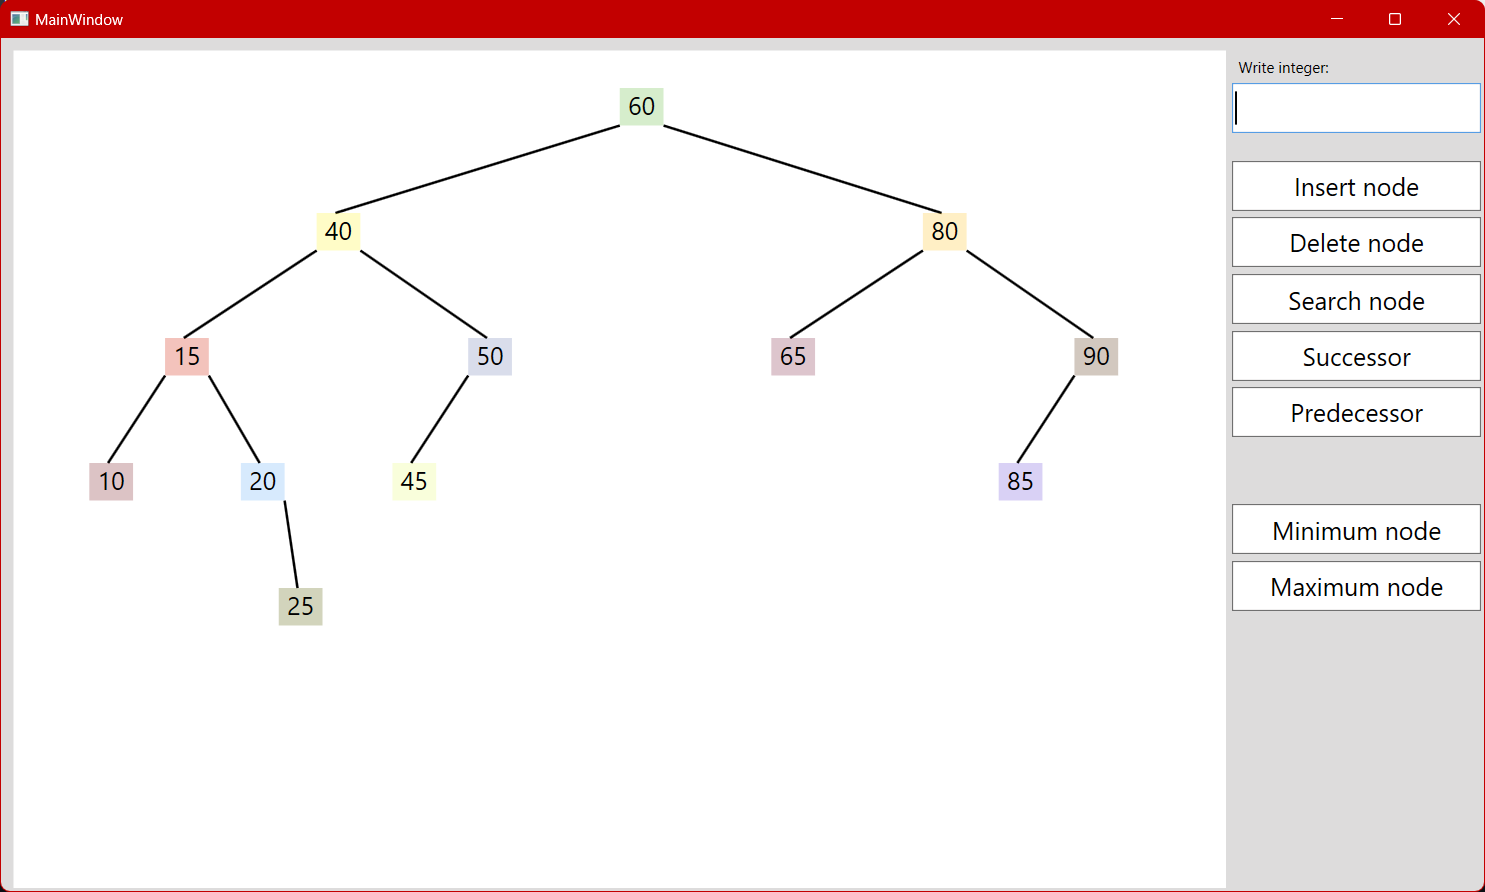 MainWindow
Write integer:
60
Insert node
40
80
Delete node
Search node
15
50
65
90
Successor
Predecessor
10
20
45
85
Minimum node
Maximum node
25